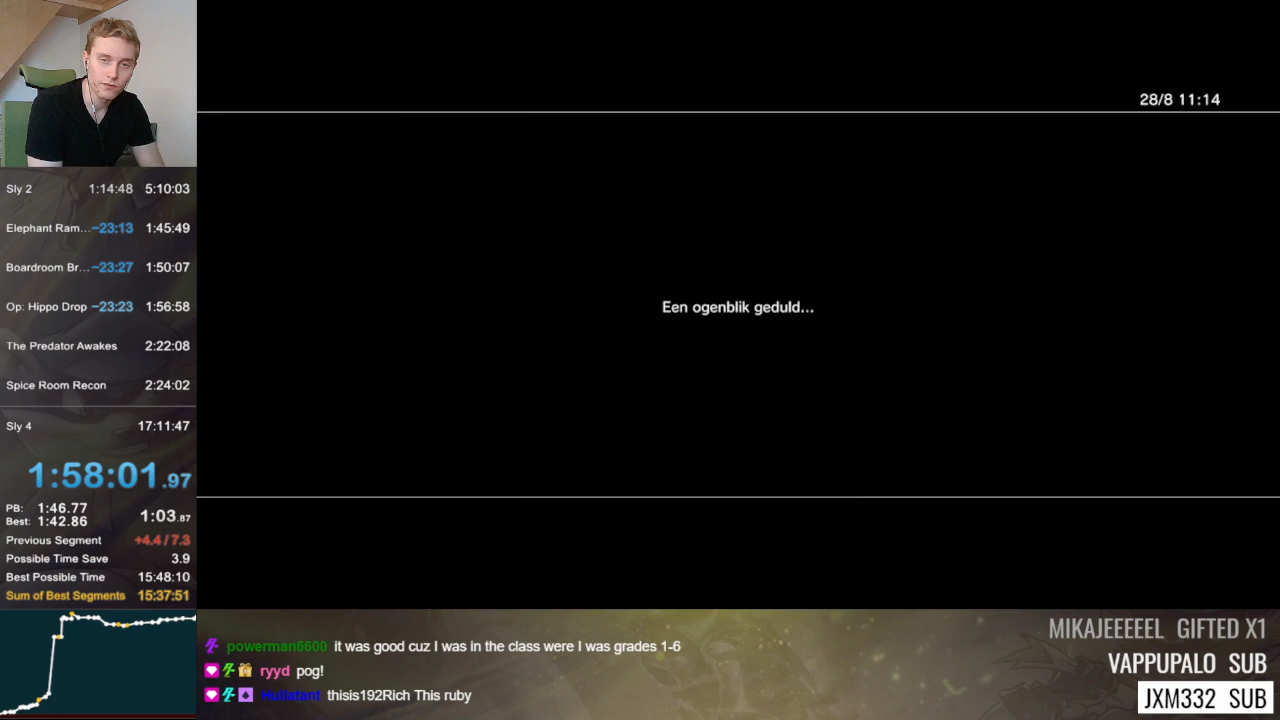 28/8 11:14
Een ogenblik geduld...
Sly 2 1:14:48 5:10:03
Elephant Ram... −23:13 1:45:49
Boardroom Br... −23:27 1:50:07
Op: Hippo Drop −23:23 1:56:58
The Predator Awakes 2:22:08
Spice Room Recon 2:24:02
Sly 4 17:11:47
1:58:01.97
PB: 1:46.77
Best: 1:42.86
1:03.87
Previous Segment +4.4 / 7.3
Possible Time Save 3.9
Best Possible Time 15:48:10
Sum of Best Segments 15:37:51
powerman6600 it was good cuz I was in the class were I was grades 1-6
ryyd pog!
thisis192Rich This ruby
MIKAJEEEEEL GIFTED X1
VAPPUPALO SUB
JXM332 SUB